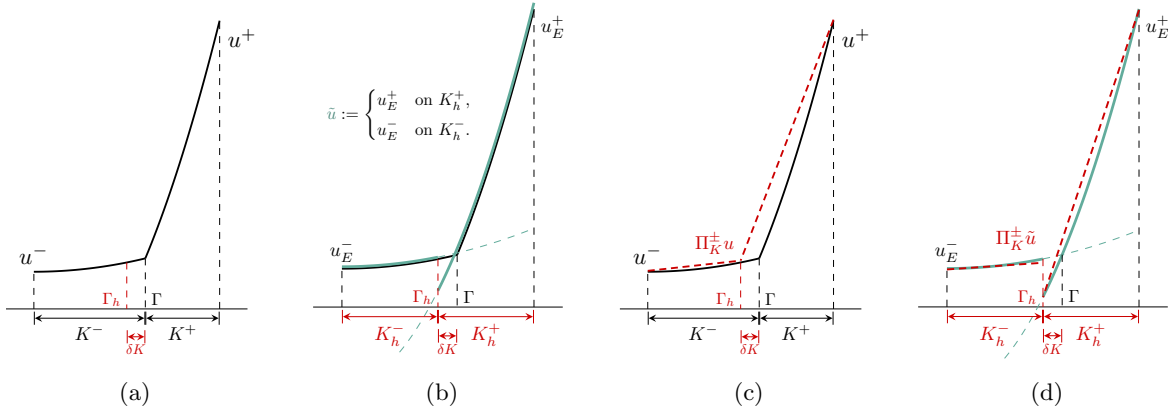 u^+
u^-
Γ_h
Γ
K^-
K^+
δK
(a)
u_E^+
ũ := { u_E^+ on K_h^+,
u_E^- on K_h^-.
u_E^-
Γ_h
Γ
K_h^-
K_h^+
δK
(b)
u^+
Π_K^± u
u^-
Γ_h
Γ
K^-
K^+
δK
(c)
u_E^+
Π_K^± ũ
u_E^-
Γ_h
Γ
K_h^-
K_h^+
δK
(d)